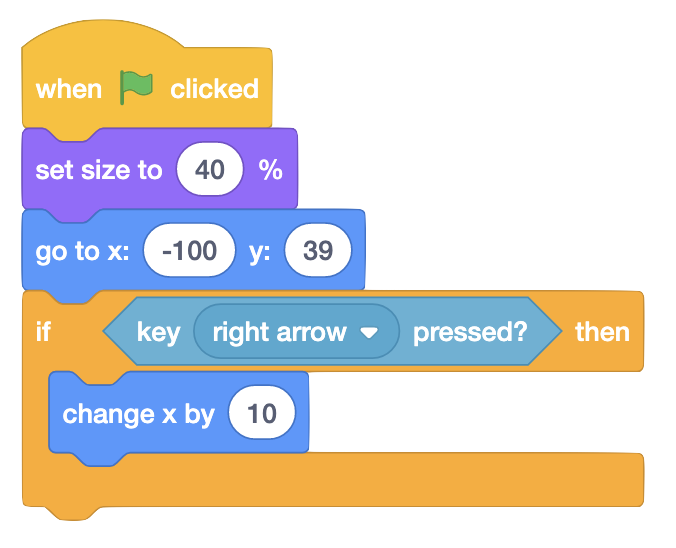 when clicked
set size to 40 %
go to x: -100 y: 39
if key right arrow pressed? then
change x by 10